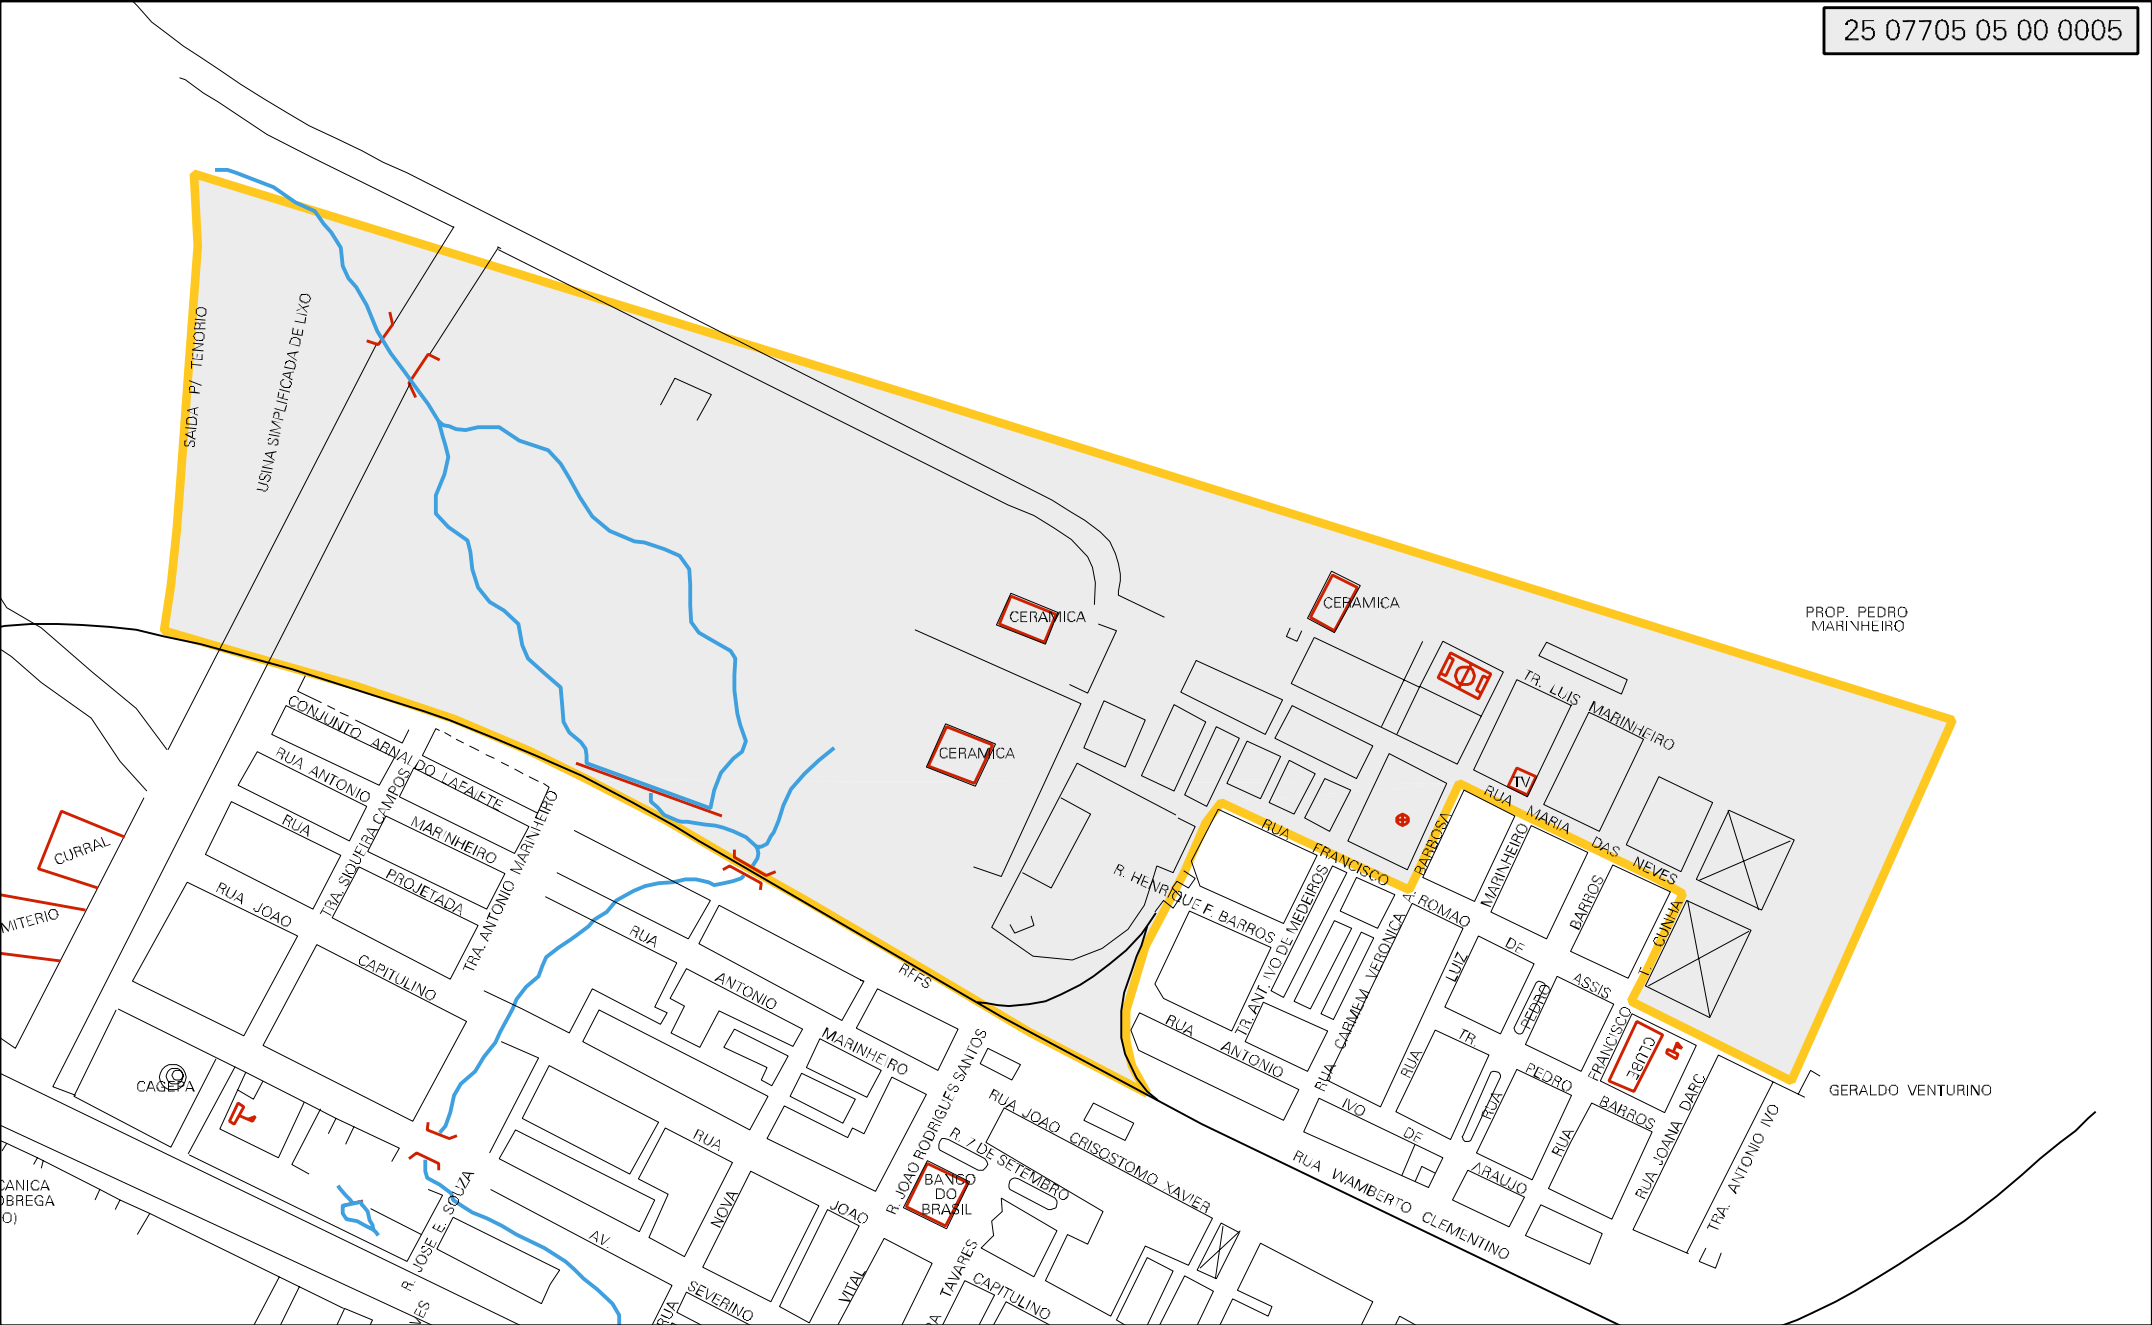 25 07705 05 00 0005
SAIDA P/ TENORIO
USINA SIMPLIFICADA DE LIXO
CERAMICA
CERAMICA
CERAMICA
PROP. PEDRO
MARINHEIRO
TR. LUIS MARINHEIRO
TV
RUA MARIA DAS NEVES
RUA FRANCISCO
A. BARBOSA
R. HENRIQUE F. BARROS
ROMAO
DE
ASSIS
MARINHEIRO
LUIZ
RUA
BARROS
PEDRO
RUA
T. CUNHA
FRANCISCO
RUA
CLUBE
TR.
PEDRO
BARROS
RUA JOANA DARC
TRA. ANTONIO IVO
GERALDO VENTURINO
TR. ANT. IVO DE MEDEIROS
RUA CARMEM VERONICA
RUA
ANTONIO
IVO
DE
ARAUJO
RUA WAMBERTO CLEMENTINO
CONJUNTO ARNALDO LAFAIETE
RUA ANTONIO
MARINHEIRO
RUA
PROJETADA
TRA. SIQUEIRA CAMPOS
TRA. ANTONIO MARINHEIRO
RUA JOAO
CAPITULINO
CURRAL
MITERIO
CAGEPA
CANICA
OBREGA
O)
RUA
ANTONIO
MARINHEIRO
RFFS
R. JOAO RODRIGUES SANTOS
RUA JOAO CRISOSTOMO XAVIER
R. 7 DE SETEMBRO
BANCO
DO
BRASIL
RUA
NOVA
JOAO
R. JOSE E. SOUZA
AV.
SEVERINO
RUA
VITAL
TAVARES
CAPITULINO